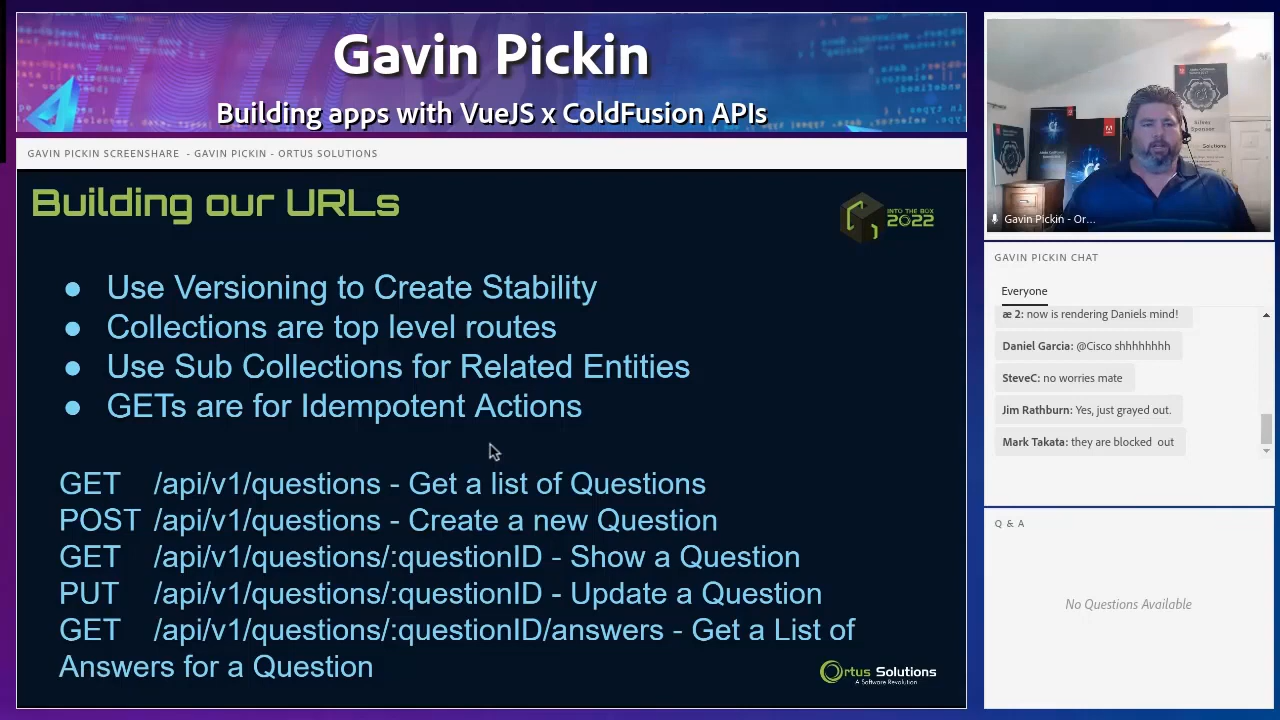 Gavin Pickin
Building apps with VueJS x ColdFusion APIs
GAVIN PICKIN SCREENSHARE - GAVIN PICKIN - ORTUS SOLUTIONS
Building our URLs
INTO THE BOX
2022
● Use Versioning to Create Stability
● Collections are top level routes
● Use Sub Collections for Related Entities
● GETs are for Idempotent Actions
GET /api/v1/questions - Get a list of Questions
POST /api/v1/questions - Create a new Question
GET /api/v1/questions/:questionID - Show a Question
PUT /api/v1/questions/:questionID - Update a Question
GET /api/v1/questions/:questionID/answers - Get a List of
Answers for a Question
Ortus Solutions
A Software Revolution
Silver
Sponsor
Solutions
Gavin Pickin - Or...
GAVIN PICKIN CHAT
Everyone
æ 2: now is rendering Daniels mind!
Daniel Garcia: @Cisco shhhhhhhh
SteveC: no worries mate
Jim Rathburn: Yes, just grayed out.
Mark Takata: they are blocked out
Q & A
No Questions Available